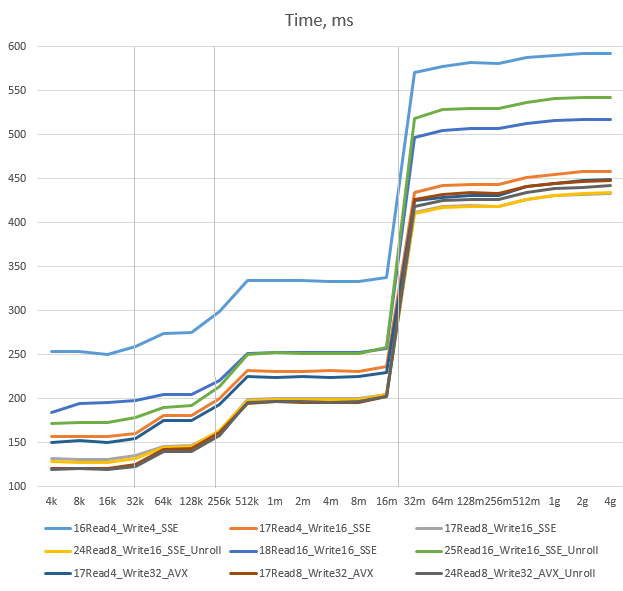 Time, ms
600
550
500
450
400
350
300
250
200
150
100
4k 8k 16k 32k 64k 128k 256k 512k 1m 2m 4m 8m 16m 32m 64m 128m 256m 512m 1g 2g 4g
16Read4_Write4_SSE 17Read4_Write16_SSE 17Read8_Write16_SSE
24Read8_Write16_SSE_Unroll 18Read16_Write16_SSE 25Read16_Write16_SSE_Unroll
17Read4_Write32_AVX 17Read8_Write32_AVX 24Read8_Write32_AVX_Unroll